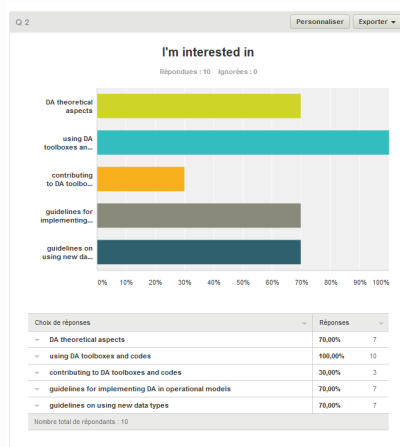 Q 2
Personnaliser
Exporter
I'm interested in
Répondues : 10 Ignorées : 0
DA theoretical
aspects
using DA
toolboxes an...
contributing
to DA toolbo...
guidelines for
implementing...
guidelines on
using new da...
0% 10% 20% 30% 40% 50% 60% 70% 80% 90% 100%
Choix de réponses Réponses
DA theoretical aspects 70,00% 7
using DA toolboxes and codes 100,00% 10
contributing to DA toolboxes and codes 30,00% 3
guidelines for implementing DA in operational models 70,00% 7
guidelines on using new data types 70,00% 7
Nombre total de répondants : 10